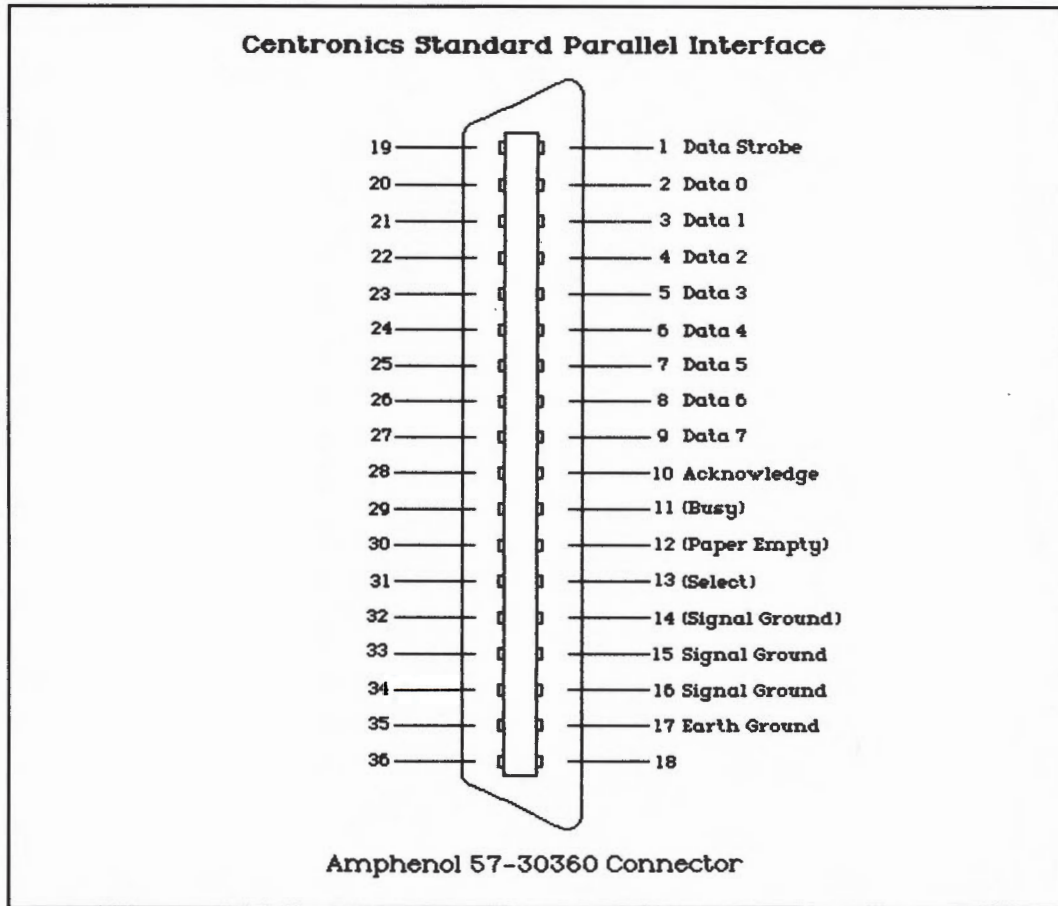 Centronics Standard Parallel Interface
19 1 Data Strobe
20 2 Data 0
21 3 Data 1
22 4 Data 2
23 5 Data 3
24 6 Data 4
25 7 Data 5
26 8 Data 6
27 9 Data 7
28 10 Acknowledge
29 11 (Busy)
30 12 (Paper Empty)
31 13 (Select)
32 14 (Signal Ground)
33 15 Signal Ground
34 16 Signal Ground
35 17 Earth Ground
36 18
Amphenol 57-30360 Connector